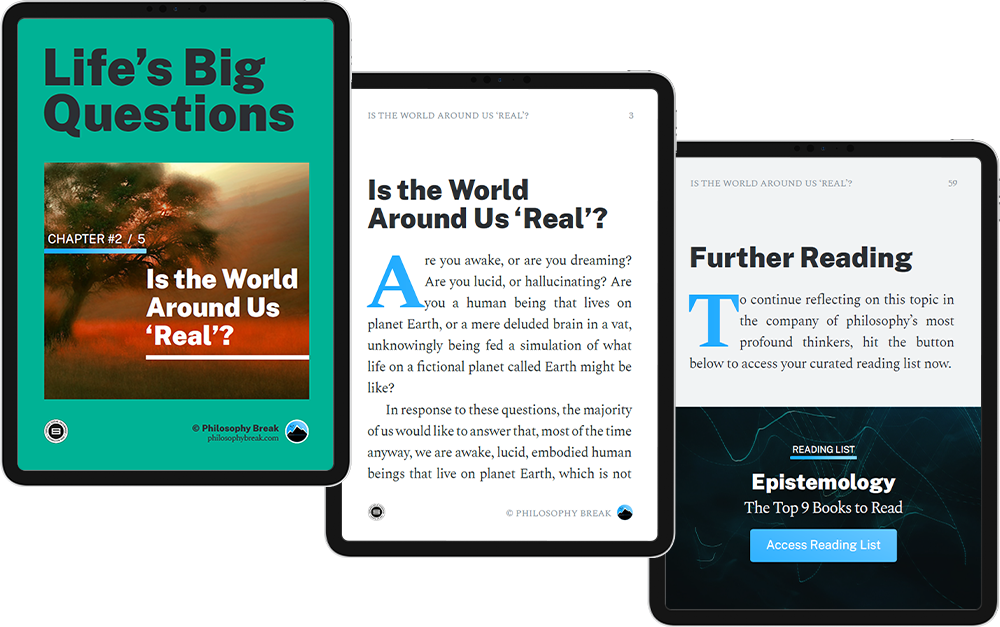 Life’s Big
Questions
CHAPTER #2 / 5
Is the World
Around Us
‘Real’?
© Philosophy Break
philosophybreak.com
IS THE WORLD AROUND US ‘REAL’?
3
Is the World
Around Us ‘Real’?
Are you awake, or are you dreaming?
Are you lucid, or hallucinating? Are
you a human being that lives on
planet Earth, or a mere deluded brain in a vat,
unknowingly being fed a simulation of what
life on a fictional planet called Earth might be
like?
In response to these questions, the majority
of us would like to answer that, most of the time
anyway, we are awake, lucid, embodied human
beings that live on planet Earth, which is not
© PHILOSOPHY BREAK
IS THE WORLD AROUND US ‘REAL’?
59
Further Reading
To continue reflecting on this topic in
the company of philosophy’s most
profound thinkers, hit the button
below to access your curated reading list now.
READING LIST
Epistemology
The Top 9 Books to Read
Access Reading List